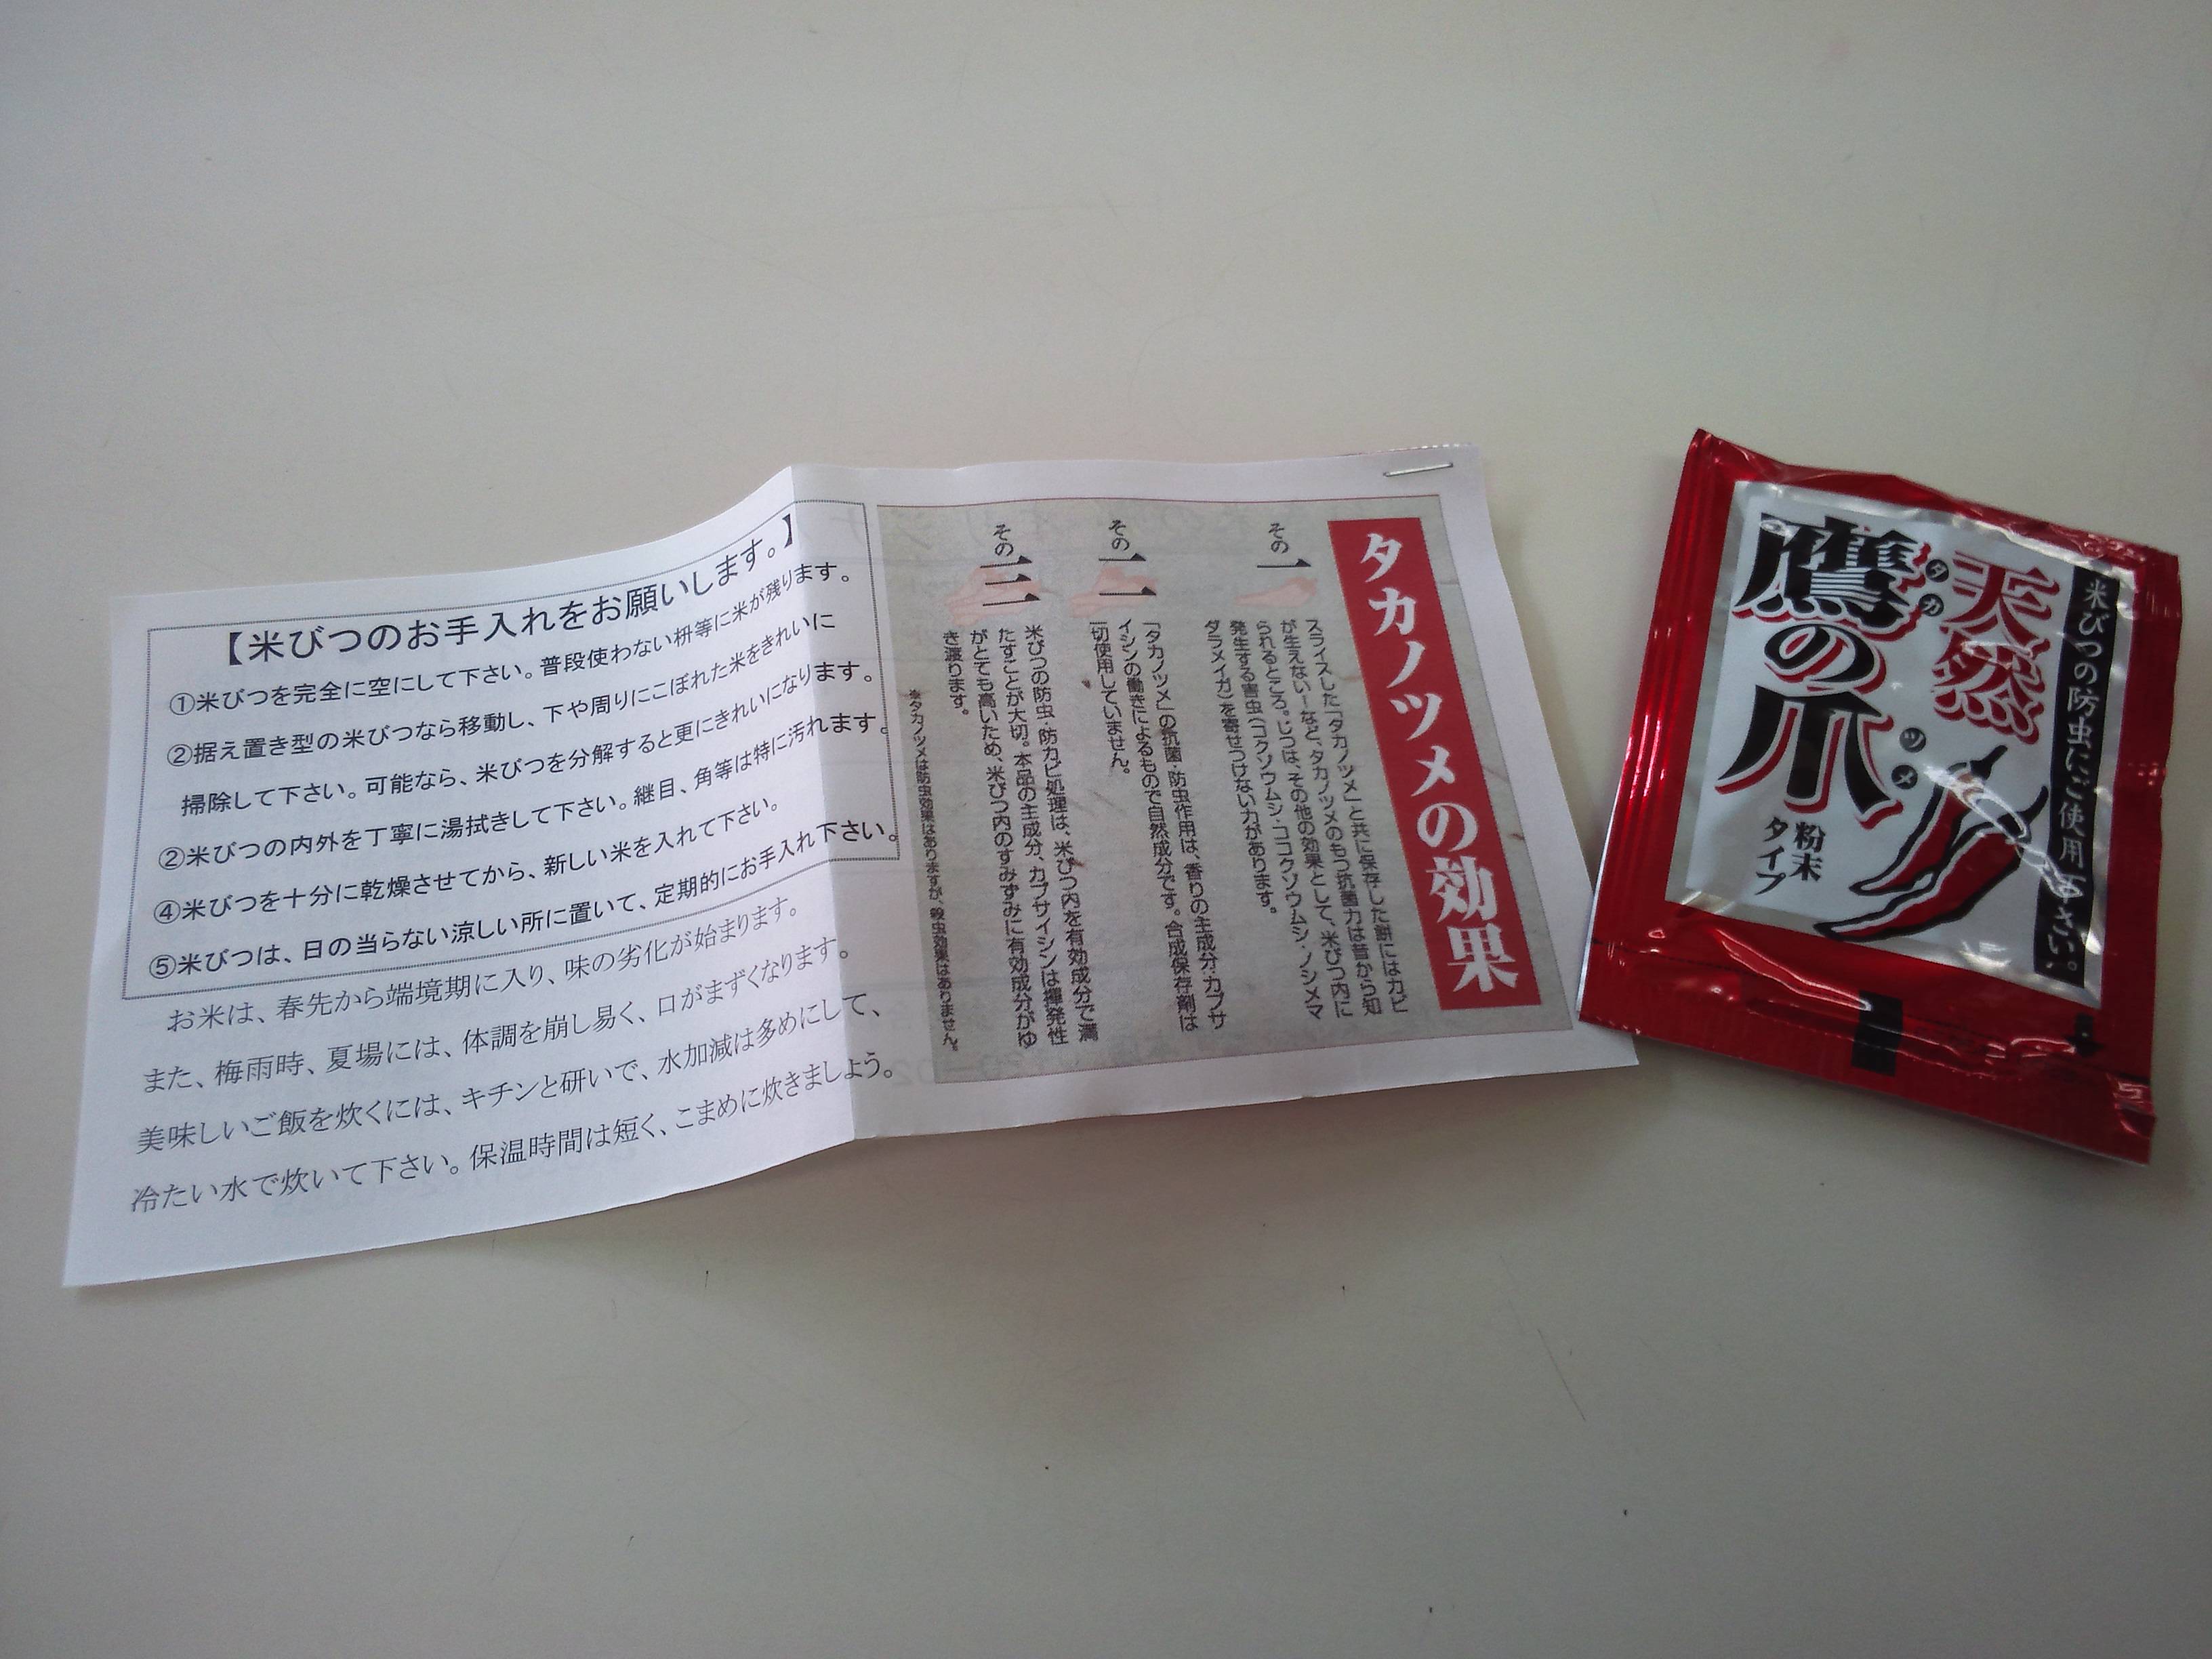 【米びつのお手入れをお願いします。】
①米びつを完全に空にして下さい。普段使わない枡等に米が残ります。
②据え置き型の米びつなら移動し、下や周りにこぼれた米をきれいに
掃除して下さい。可能なら、米びつを分解すると更にきれいになります。
②米びつの内外を丁寧に湯拭きして下さい。継目、角等は特に汚れます。
④米びつを十分に乾燥させてから、新しい米を入れて下さい。
⑤米びつは、日の当らない涼しい所に置いて、定期的にお手入れ下さい。
お米は、春先から端境期に入り、味の劣化が始まります。
また、梅雨時、夏場には、体調を崩し易く、口がまずくなります。
美味しいご飯を炊くには、キチンと研いで、水加減は多めにして、
冷たい水で炊いて下さい。保温時間は短く、こまめに炊きましょう。
タカノツメの効果
その一
スライスした「タカノツメ」と共に保存した餅にはカビ
が生えない!など、タカノツメのもつ抗菌力は昔から知
られるところ。じつは、その他の効果として、米びつ内に
発生する害虫(コクゾウムシ・ココクゾウムシ・ノシメマ
ダラメイガ)を寄せつけない力があります。
その二
「タカノツメ」の抗菌・防虫作用は、香りの主成分・カプサ
イシンの働きによるもので自然成分です。合成保存剤は
一切使用していません。
その三
米びつの防虫・防カビ処理は、米びつ内を有効成分で満
たすことが大切。本品の主成分、カプサイシンは揮発性
がとても高いため、米びつ内のすみずみに有効成分がゆ
き渡ります。
※タカノツメは防虫効果はありますが、殺虫効果はありません。
米びつの防虫にご使用下さい。
天然
鷹の爪
タカ
ツメ
粉末
タイプ